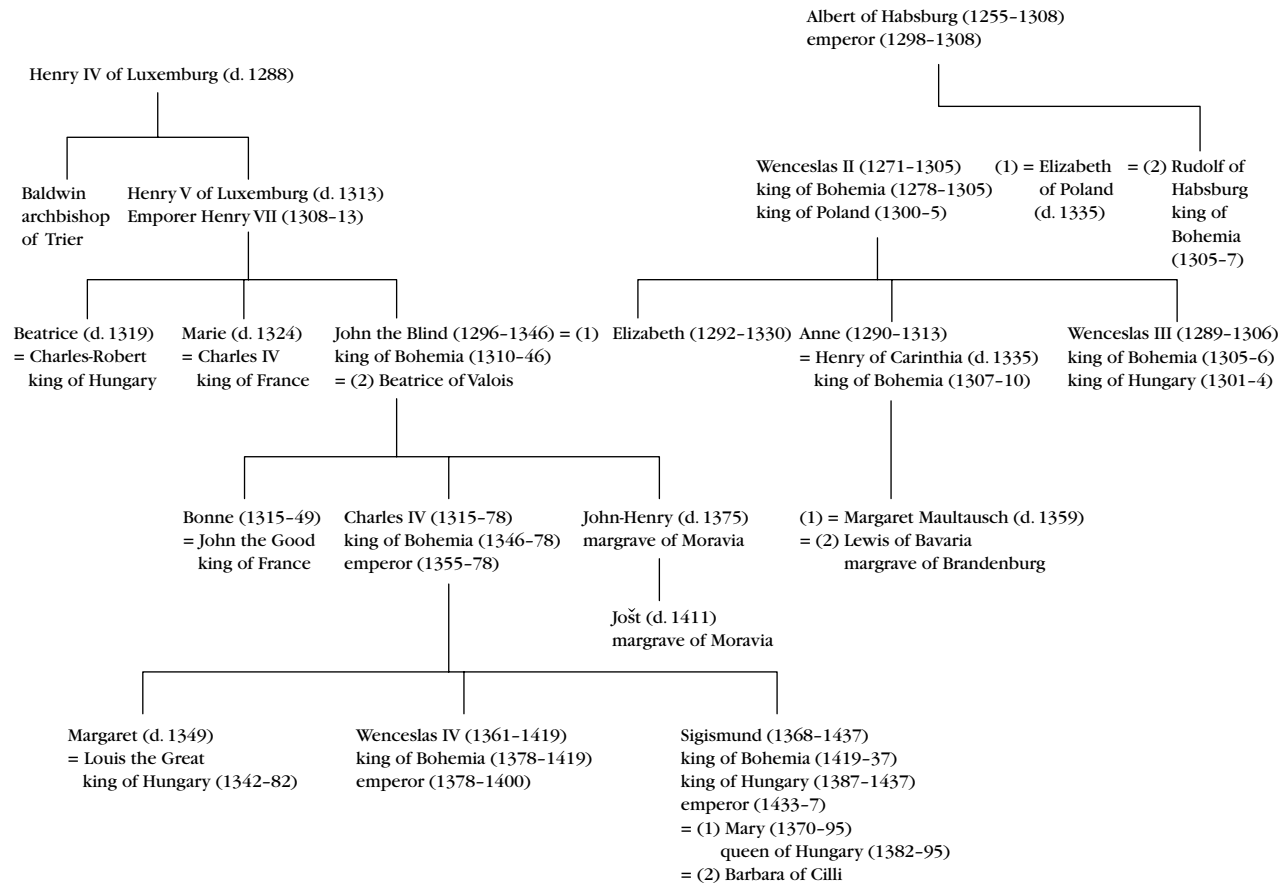 Albert of Habsburg (1255–1308)
emperor (1298–1308)
Henry IV of Luxemburg (d. 1288)
Baldwin
archbishop
of Trier
Henry V of Luxemburg (d. 1313)
Emporer Henry VII (1308–13)
Wenceslas II (1271–1305)
king of Bohemia (1278–1305)
king of Poland (1300–5)
(1) = Elizabeth
of Poland
(d. 1335)
= (2) Rudolf of
Habsburg
king of
Bohemia
(1305–7)
Beatrice (d. 1319)
= Charles-Robert
king of Hungary
Marie (d. 1324)
= Charles IV
king of France
John the Blind (1296–1346) = (1)
king of Bohemia (1310–46)
= (2) Beatrice of Valois
Elizabeth (1292–1330)
Anne (1290–1313)
= Henry of Carinthia (d. 1335)
king of Bohemia (1307–10)
Wenceslas III (1289–1306)
king of Bohemia (1305–6)
king of Hungary (1301–4)
Bonne (1315–49)
= John the Good
king of France
Charles IV (1315–78)
king of Bohemia (1346–78)
emperor (1355–78)
John-Henry (d. 1375)
margrave of Moravia
(1) = Margaret Maultausch (d. 1359)
= (2) Lewis of Bavaria
margrave of Brandenburg
Jošt (d. 1411)
margrave of Moravia
Margaret (d. 1349)
= Louis the Great
king of Hungary (1342–82)
Wenceslas IV (1361–1419)
king of Bohemia (1378–1419)
emperor (1378–1400)
Sigismund (1368–1437)
king of Bohemia (1419–37)
king of Hungary (1387–1437)
emperor (1433–7)
= (1) Mary (1370–95)
queen of Hungary (1382–95)
= (2) Barbara of Cilli